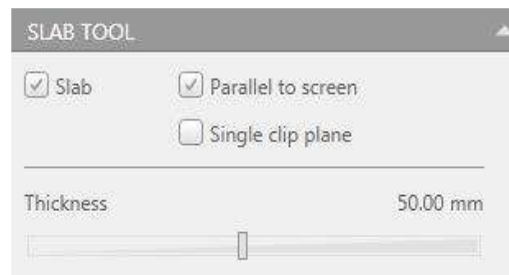 SLAB TOOL
Slab Parallel to screen
Single clip plane
Thickness 50.00 mm